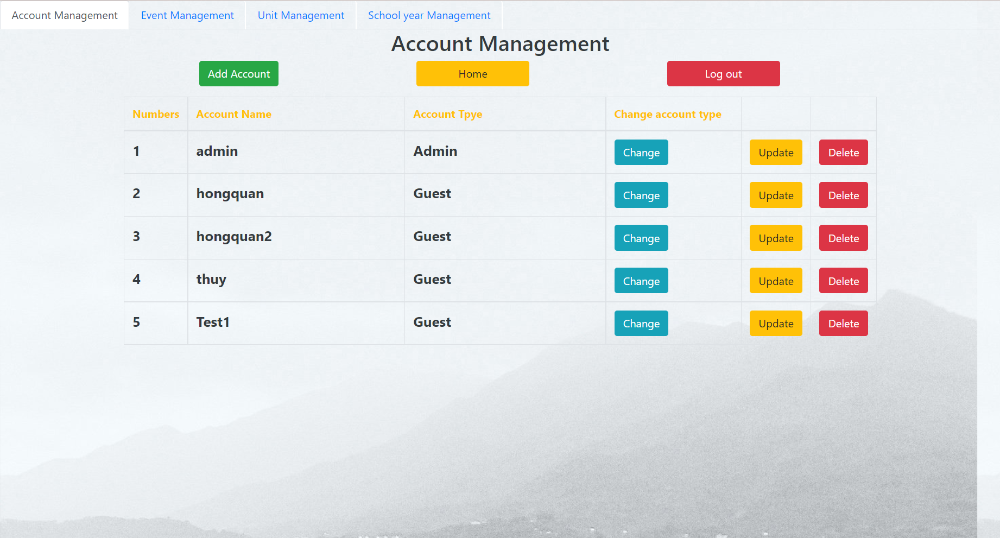 Account Management Event Management Unit Management School year Management
Account Management
Add Account Home Log out
Numbers Account Name Account Tpye Change account type
1 admin Admin Change Update Delete
2 hongquan Guest Change Update Delete
3 hongquan2 Guest Change Update Delete
4 thuy Guest Change Update Delete
5 Test1 Guest Change Update Delete